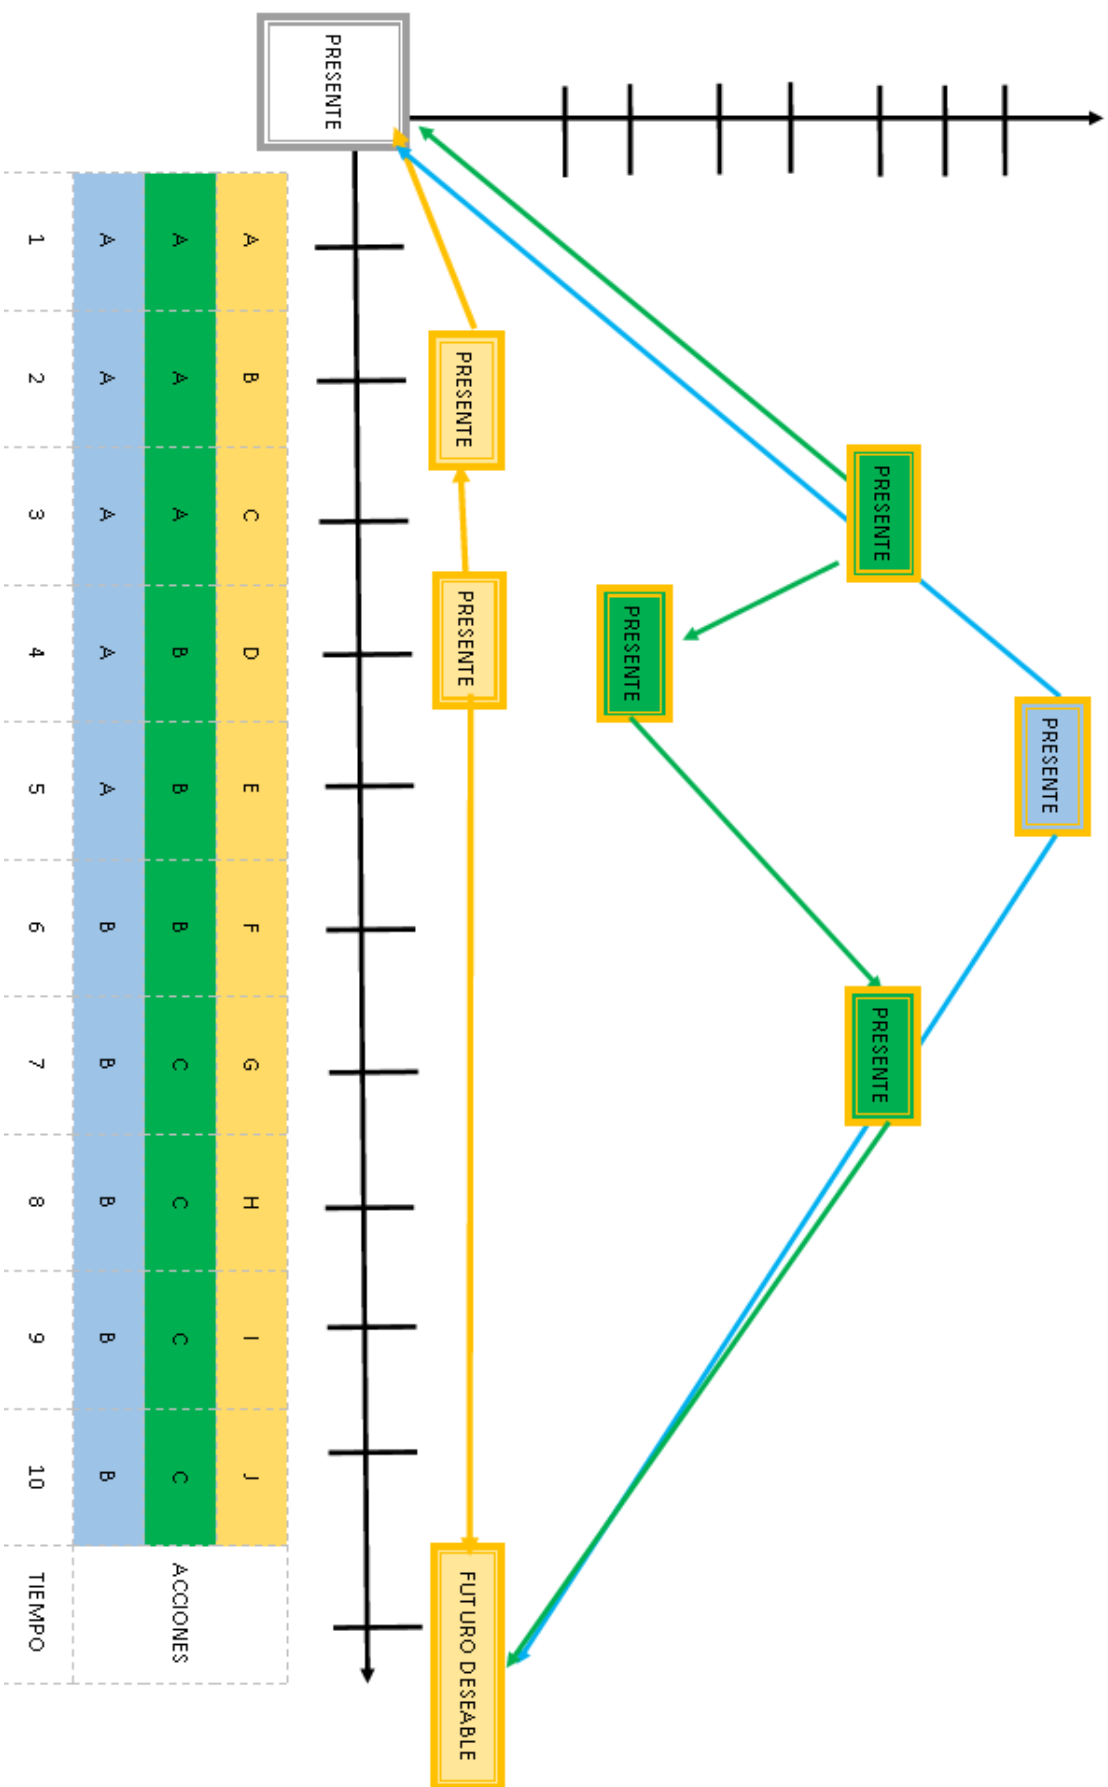 PRESENTE
PRESENTE
PRESENTE
PRESENTE
PRESENTE
PRESENTE
FUTURO DESEABLE
PRESENTE
A B C D E F G H I J
A A A B B B C C C C ACCIONES
A A A A A B B B B B
1 2 3 4 5 6 7 8 9 10 TIEMPO